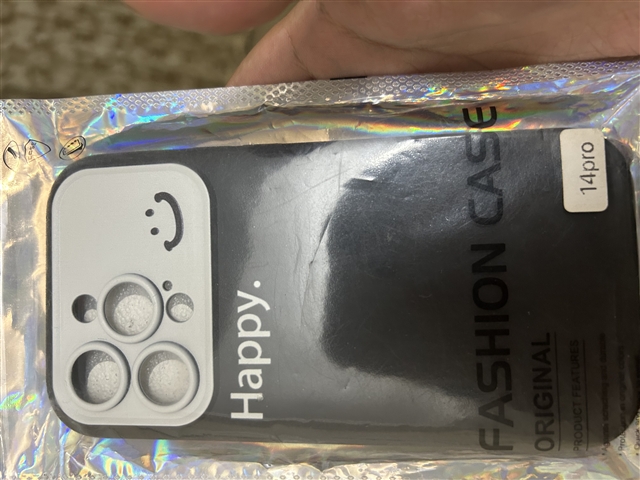 Happy.
FASHION CASE
ORIGINAL
PRODUCT FEATURES
14pro